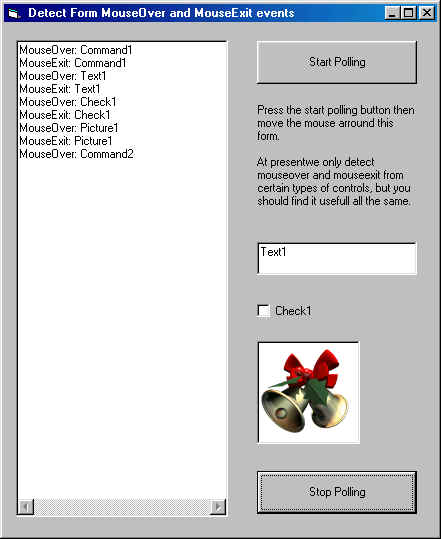 Detect Form MouseOver and MouseExit events
MouseOver: Command1
MouseExit: Command1
MouseOver: Text1
MouseExit: Text1
MouseOver: Check1
MouseExit: Check1
MouseOver: Picture1
MouseExit: Picture1
MouseOver: Command2
Start Polling
Press the start polling button then
move the mouse arround this
form.
At presentwe only detect
mouseover and mouseexit from
certain types of controls, but you
should find it usefull all the same.
Text1
Check1
Stop Polling